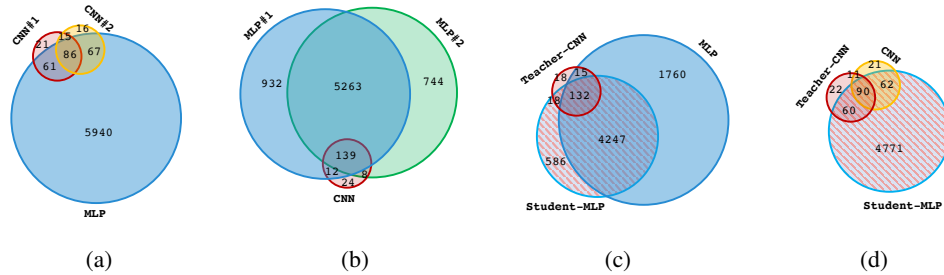 CNN#1
CNN#2
21
15
16
86
67
61
5940
MLP
(a)
MLP#1
MLP#2
932
5263
744
139
12
8
24
CNN
(b)
Teacher-CNN
MLP
18
15
1760
18
132
4247
586
Student-MLP
(c)
Teacher-CNN
CNN
21
11
22
90
62
60
4771
Student-MLP
(d)